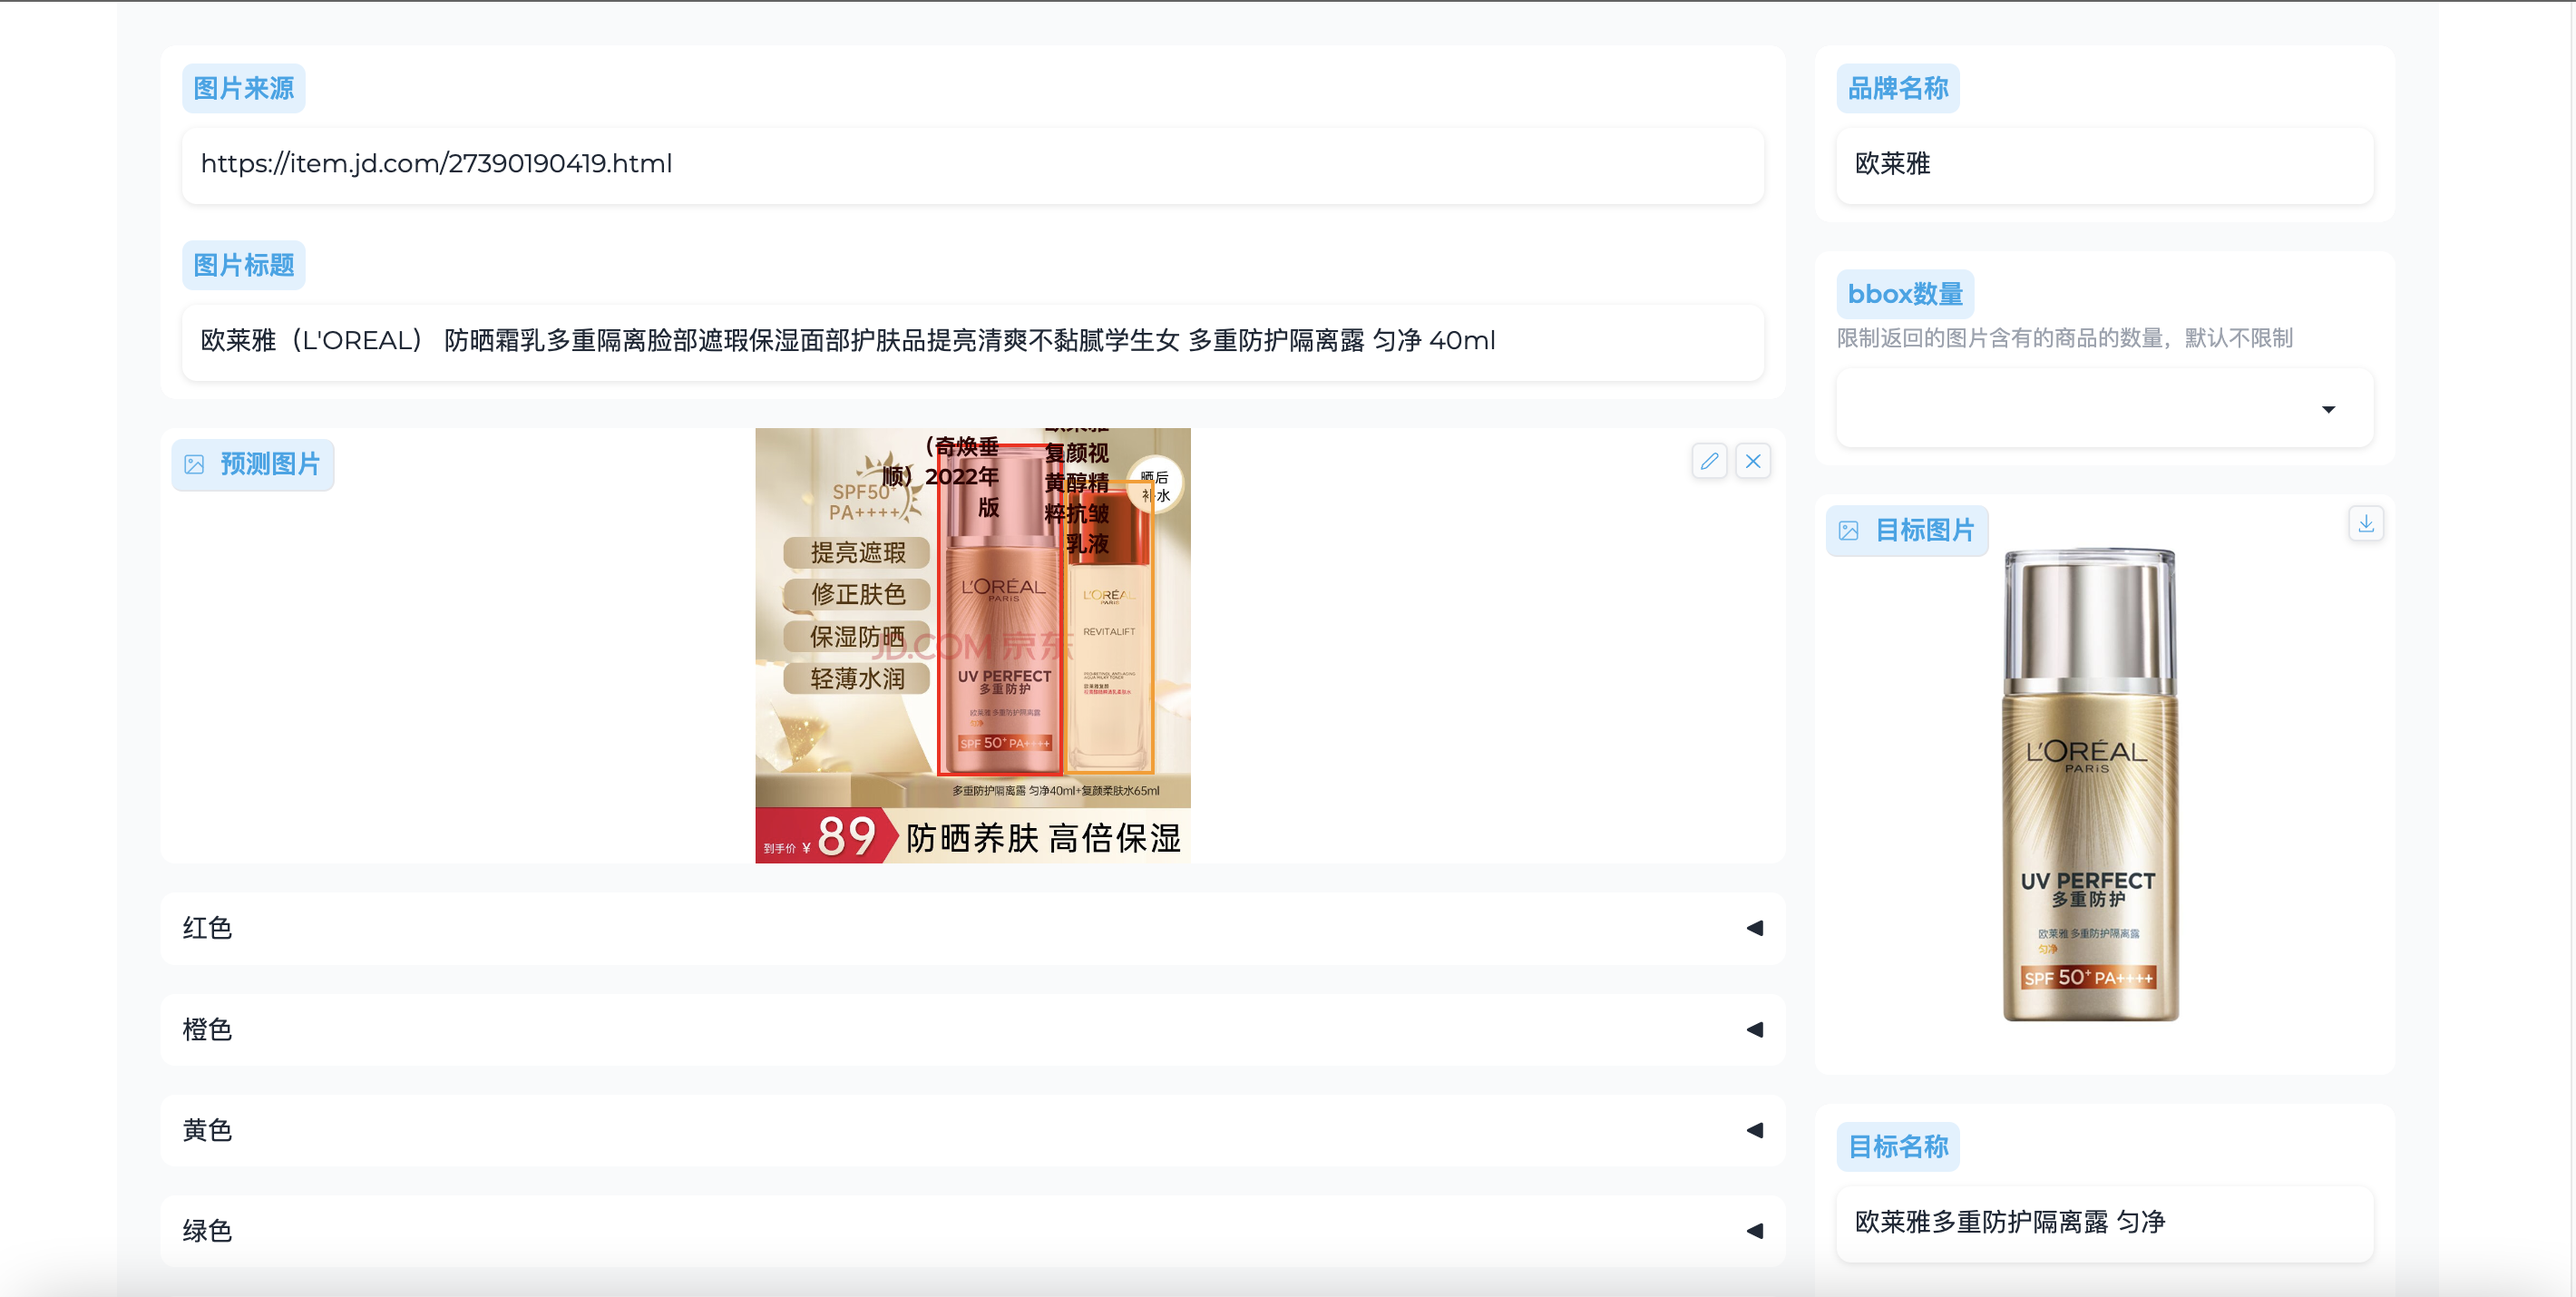 图片来源
https://item.jd.com/27390190419.html
图片标题
欧莱雅（L'OREAL） 防晒霜乳多重隔离脸部遮瑕保湿面部护肤品提亮清爽不黏腻学生女 多重防护隔离露 匀净 40ml
预测图片
（奇焕垂
顺）2022年
版
复颜视
黄醇精
粹抗皱
乳液
晒后
补水
SPF50+
PA++++
提亮遮瑕
修正肤色
保湿防晒
轻薄水润
L'ORÉAL
PARIS
UV PERFECT
多重防护
欧莱雅 多重防护隔离露
匀净
SPF 50+ PA++++
L'ORÉAL
PARIS
REVITALIFT
JD.COM 京东
多重防护隔离露 匀净40ml+复颜柔肤水65ml
到手价 ¥ 89
防晒养肤 高倍保湿
红色
橙色
黄色
绿色
品牌名称
欧莱雅
bbox数量
限制返回的图片含有的商品的数量，默认不限制
目标图片
L'ORÉAL
PARIS
UV PERFECT
多重防护
欧莱雅 多重防护隔离露
匀净
SPF 50+ PA++++
目标名称
欧莱雅多重防护隔离露 匀净